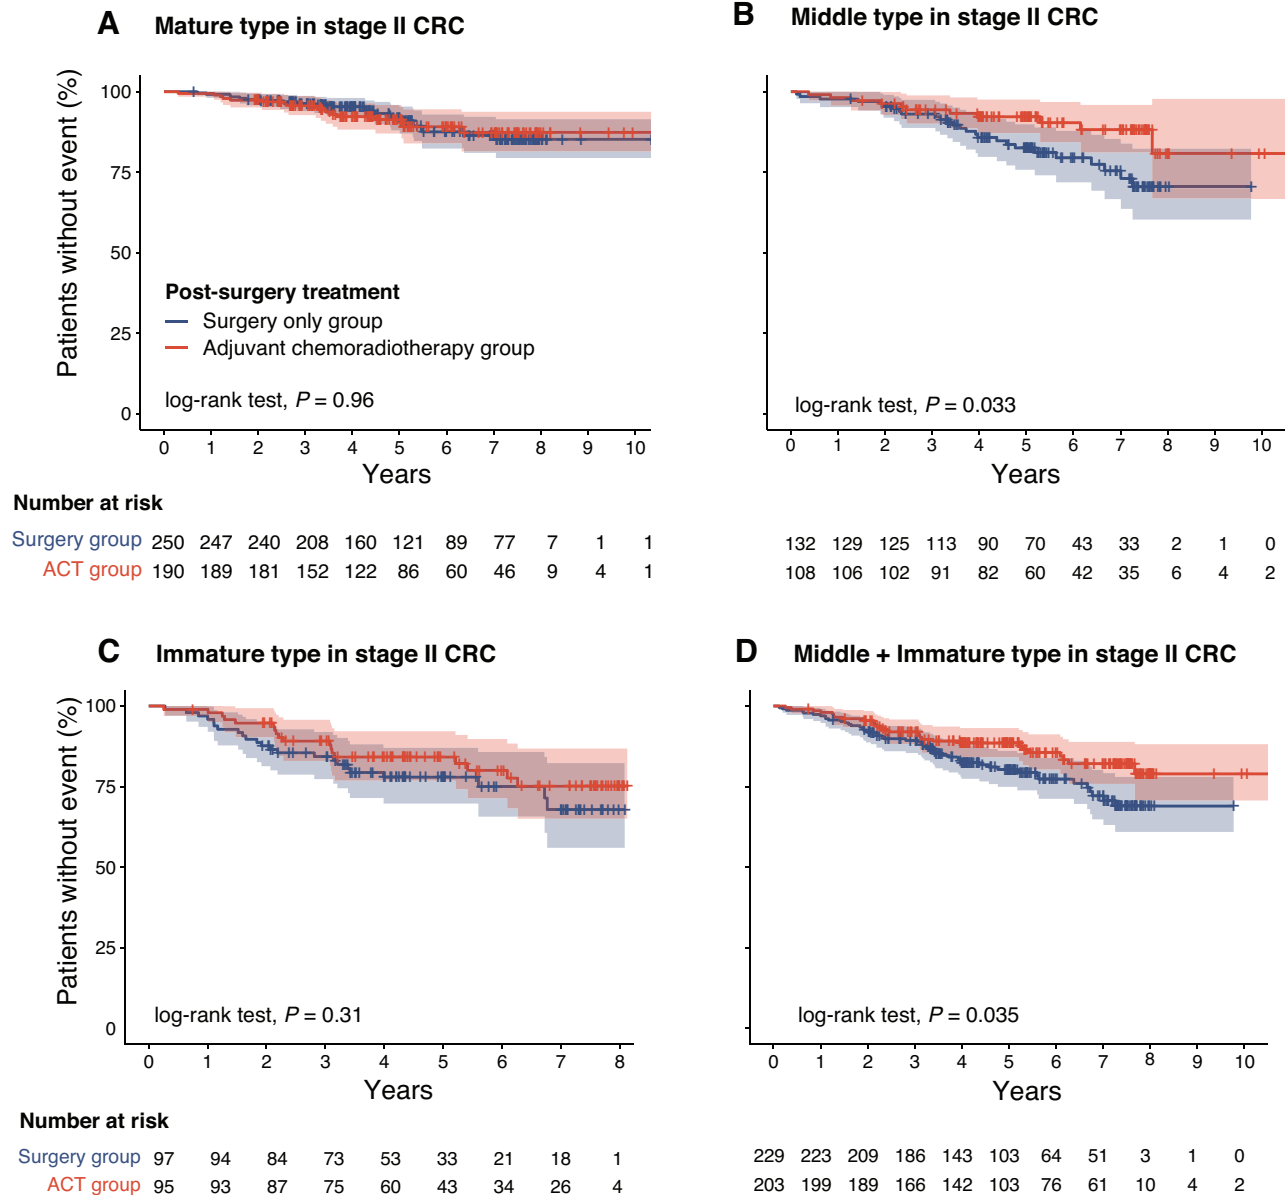 A Mature type in stage II CRC
Patients without event (%)
100
75
50
25
0
Post-surgery treatment
Surgery only group
Adjuvant chemoradiotherapy group
log-rank test, P = 0.96
0 1 2 3 4 5 6 7 8 9 10
Years
Number at risk
Surgery group 250 247 240 208 160 121 89 77 7 1 1
ACT group 190 189 181 152 122 86 60 46 9 4 1
B Middle type in stage II CRC
log-rank test, P = 0.033
0 1 2 3 4 5 6 7 8 9 10
Years
132 129 125 113 90 70 43 33 2 1 0
108 106 102 91 82 60 42 35 6 4 2
C Immature type in stage II CRC
Patients without event (%)
100
75
50
25
0
log-rank test, P = 0.31
0 1 2 3 4 5 6 7 8
Years
Number at risk
Surgery group 97 94 84 73 53 33 21 18 1
ACT group 95 93 87 75 60 43 34 26 4
D Middle + Immature type in stage II CRC
log-rank test, P = 0.035
0 1 2 3 4 5 6 7 8 9 10
Years
229 223 209 186 143 103 64 51 3 1 0
203 199 189 166 142 103 76 61 10 4 2